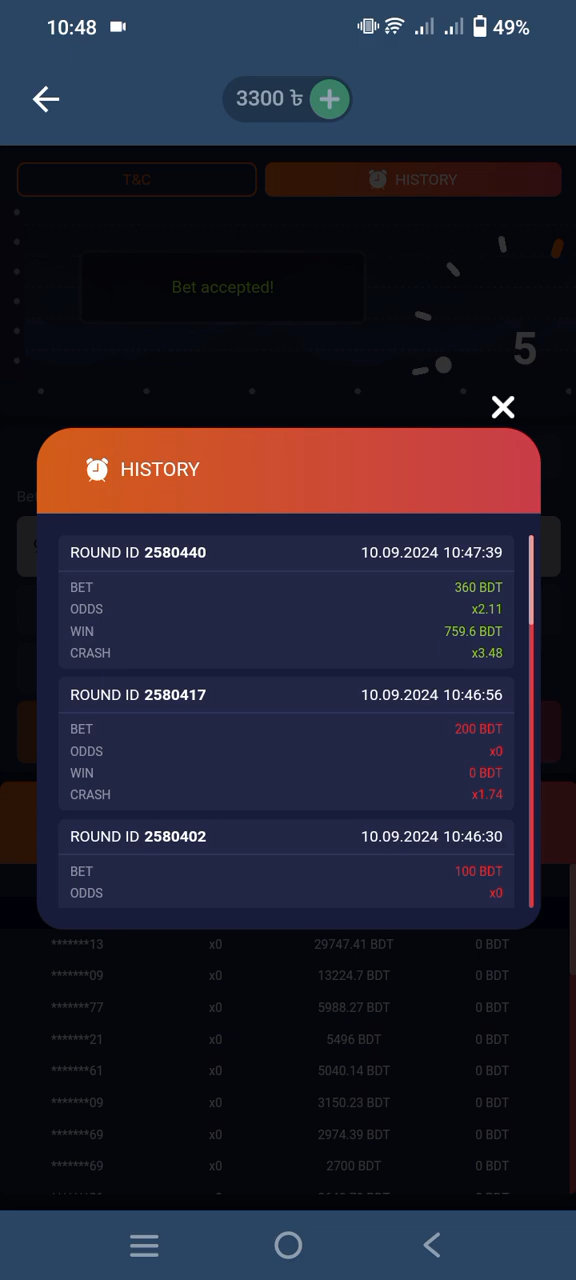 10:48 49%
3300 ৳
T&C HISTORY
Bet accepted!
5
HISTORY
Be
ROUND ID 2580440 10.09.2024 10:47:39
BET 360 BDT
ODDS x2.11
WIN 759.6 BDT
CRASH x3.48
ROUND ID 2580417 10.09.2024 10:46:56
BET 200 BDT
ODDS x0
WIN 0 BDT
CRASH x1.74
ROUND ID 2580402 10.09.2024 10:46:30
BET 100 BDT
ODDS x0
*******13 x0 29747.41 BDT 0 BDT
*******09 x0 13224.7 BDT 0 BDT
*******77 x0 5988.27 BDT 0 BDT
*******21 x0 5496 BDT 0 BDT
*******61 x0 5040.14 BDT 0 BDT
*******09 x0 3150.23 BDT 0 BDT
*******69 x0 2974.39 BDT 0 BDT
*******69 x0 2700 BDT 0 BDT